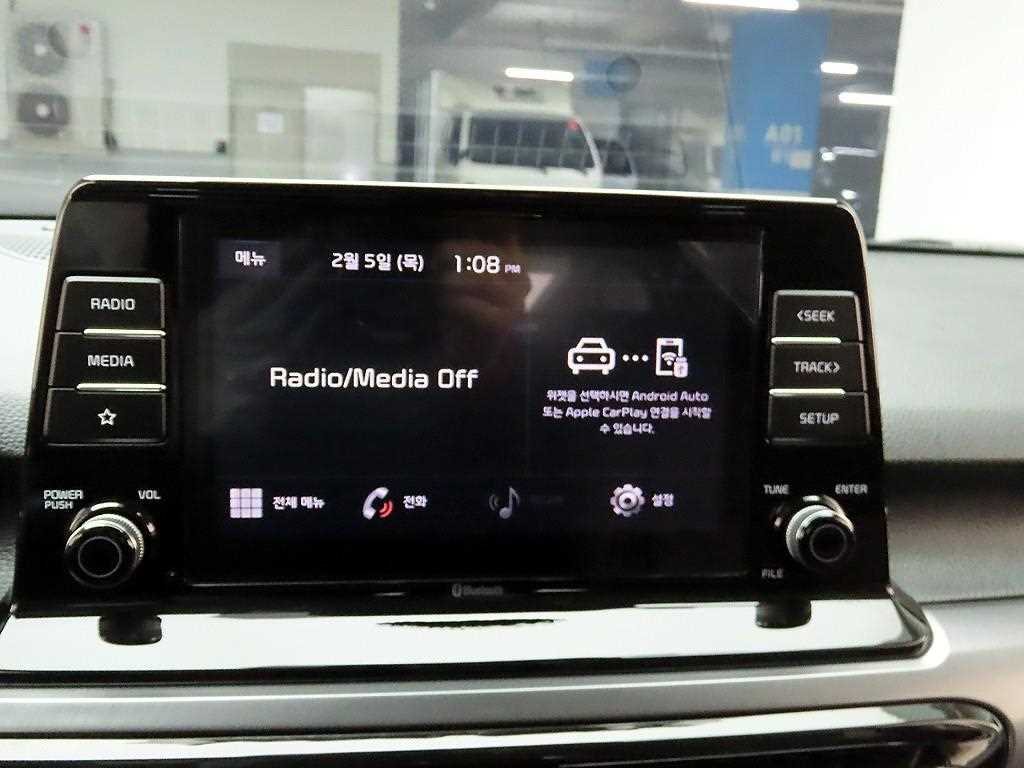 A01
메뉴
2월 5일 (목)
1:08 PM
RADIO
MEDIA
Radio/Media Off
위젯을 선택하시면 Android Auto
또는 Apple CarPlay 연결을 시작할
수 있습니다.
<SEEK
TRACK>
SETUP
전체 메뉴
전화
설정
POWER
PUSH
VOL
TUNE
ENTER
FILE
Bluetooth